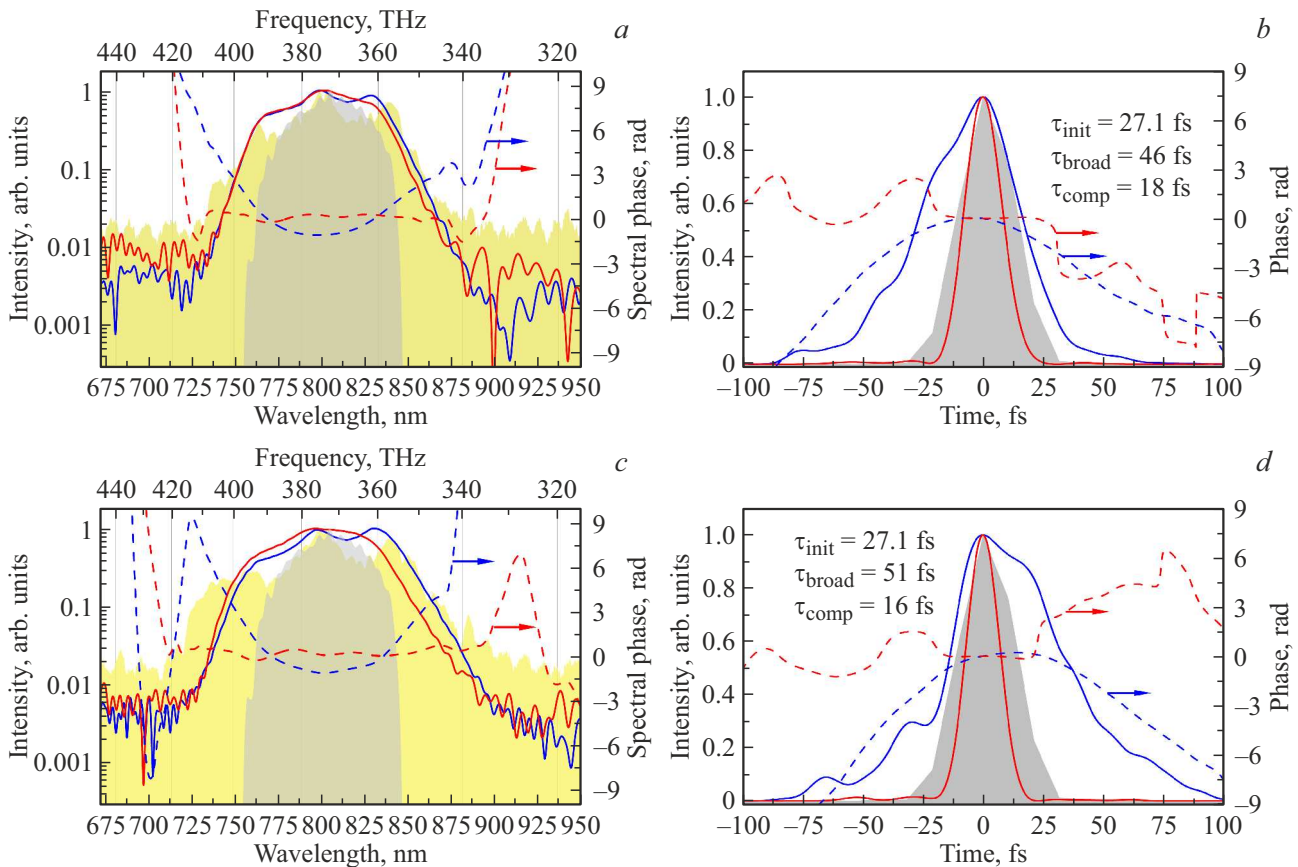 Frequency, THz
a
440 420 400 380 360 340 320
Intensity, arb. units
1
0.1
0.01
0.001
9
6
3
0
–3
–6
–9
Spectral phase, rad
675 700 725 750 775 800 825 850 875 900 925 950
Wavelength, nm
b
Intensity, arb. units
1.0
0.8
0.6
0.4
0.2
0
τinit = 27.1 fs
τbroad = 46 fs
τcomp = 18 fs
9
6
3
0
–3
–6
–9
Phase, rad
–100 –75 –50 –25 0 25 50 75 100
Time, fs
Frequency, THz
c
440 420 400 380 360 340 320
Intensity, arb. units
1
0.1
0.01
0.001
9
6
3
0
–3
–6
–9
Spectral phase, rad
675 700 725 750 775 800 825 850 875 900 925 950
Wavelength, nm
d
Intensity, arb. units
1.0
0.8
0.6
0.4
0.2
0
τinit = 27.1 fs
τbroad = 51 fs
τcomp = 16 fs
9
6
3
0
–3
–6
–9
Phase, rad
–100 –75 –50 –25 0 25 50 75 100
Time, fs